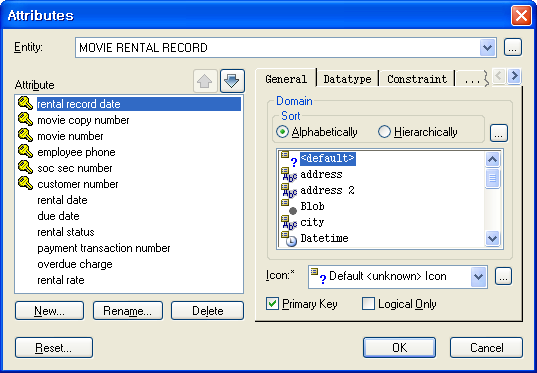 Attributes
Entity: MOVIE RENTAL RECORD ...
Attribute
rental record date
movie copy number
movie number
employee phone
soc sec number
customer number
rental date
due date
rental status
payment transaction number
overdue charge
rental rate
New... Rename... Delete
General Datatype Constraint ...
Domain
Sort
Alphabetically Hierarchically ...
<default>
address
address 2
Blob
city
Datetime
Icon:* Default <unknown> Icon ...
Primary Key Logical Only
Reset... OK Cancel